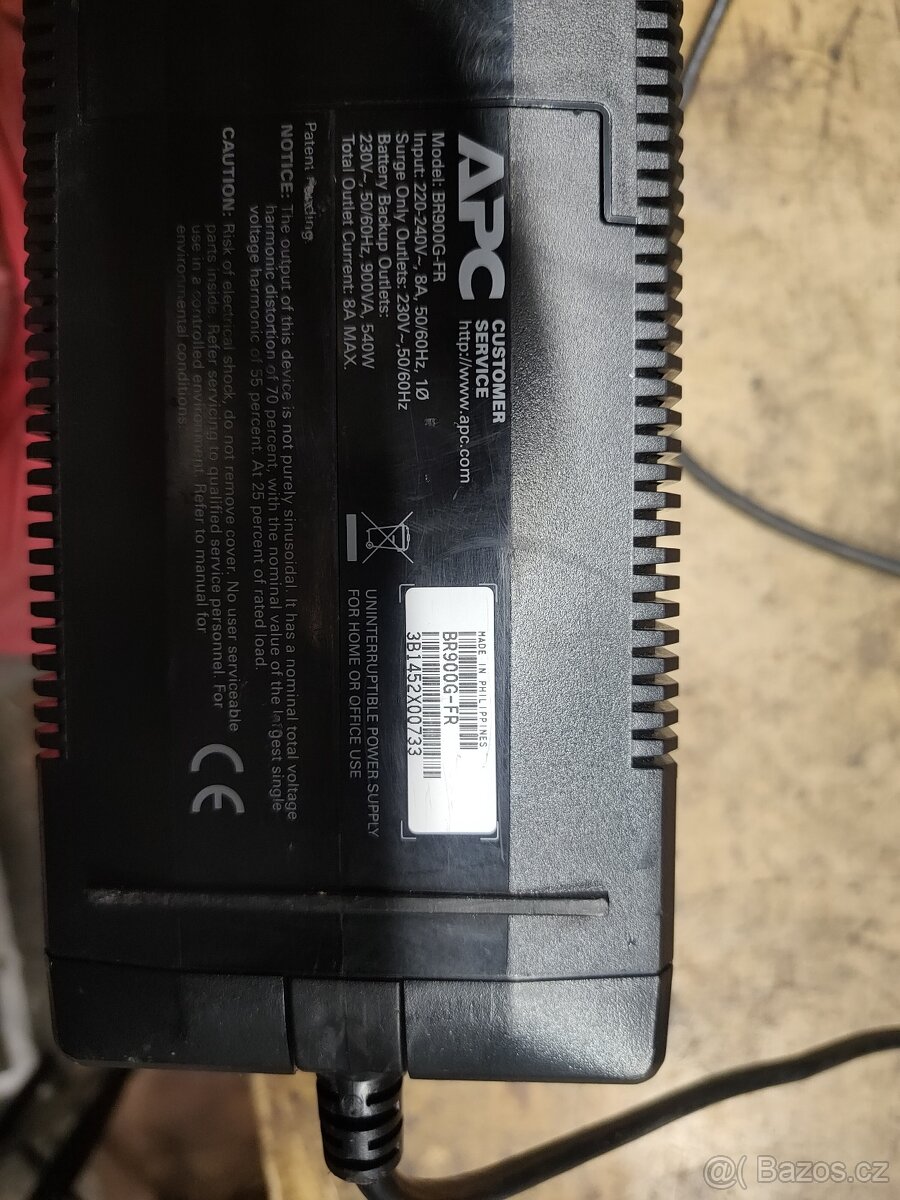 APC
CUSTOMER
SERVICE
http://www.apc.com
Model: BR900G-FR
Input: 220-240V~, 8A, 50/60Hz, 1Ø
Surge Only Outlets: 230V~,50/60Hz
Battery Backup Outlets:
230V~, 50/60Hz, 900VA, 540W
Total Outlet Current: 8A MAX.
MADE IN PHILIPPINES
BR900G-FR
3B1452X00733
UNINTERRUPTIBLE POWER SUPPLY
FOR HOME OR OFFICE USE
Patent Pending
NOTICE: The output of this device is not purely sinusoidal. It has a nominal total voltage
harmonic distortion of 70 percent, with the nominal value of the largest single
voltage harmonic of 55 percent. At 25 percent of rated load.
CAUTION: Risk of electrical shock, do not remove cover. No user serviceable
parts inside. Refer servicing to qualified service personnel. For
use in a controlled environment. Refer to manual for
environmental conditions.
CE
@( Bazos.cz